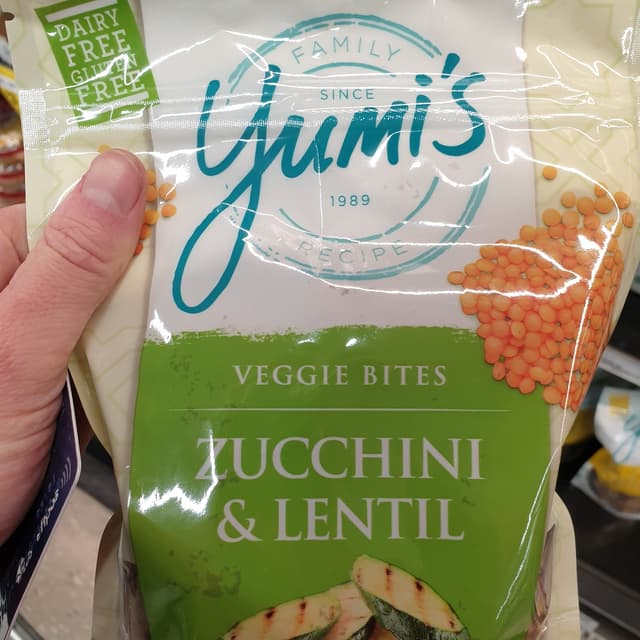 DAIRY
FREE
GLUTEN
FREE
FAMILY
SINCE
Yumi's
1989
RECIPE
VEGGIE BITES
ZUCCHINI
& LENTIL